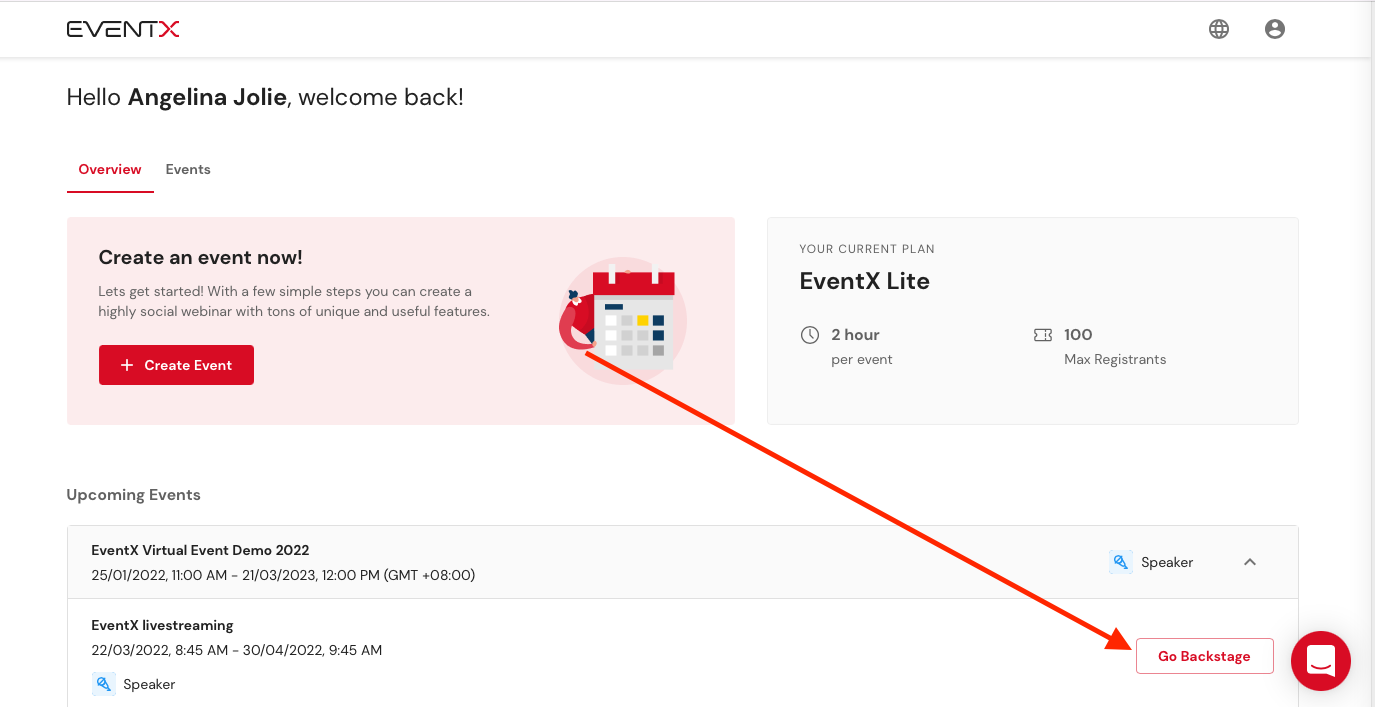 EVENTX
Hello Angelina Jolie, welcome back!
Overview
Events
Create an event now!
Lets get started! With a few simple steps you can create a
highly social webinar with tons of unique and useful features.
+ Create Event
YOUR CURRENT PLAN
EventX Lite
2 hour
per event
100
Max Registrants
Upcoming Events
EventX Virtual Event Demo 2022
25/01/2022, 11:00 AM - 21/03/2023, 12:00 PM (GMT +08:00)
Speaker
EventX livestreaming
22/03/2022, 8:45 AM - 30/04/2022, 9:45 AM
Speaker
Go Backstage